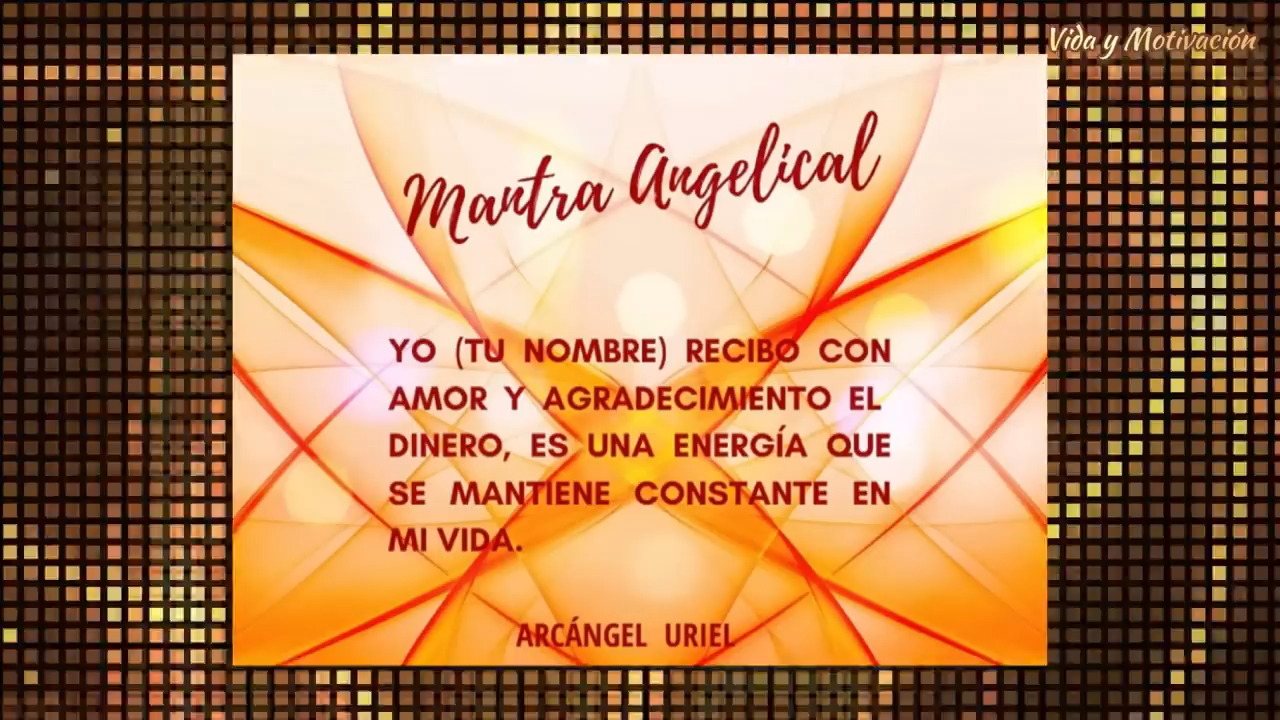 Vida y Motivación
Mantra Angelical
YO (TU NOMBRE) RECIBO CON
AMOR Y AGRADECIMIENTO EL
DINERO, ES UNA ENERGÍA QUE
SE MANTIENE CONSTANTE EN
MI VIDA.
ARCÁNGEL URIEL